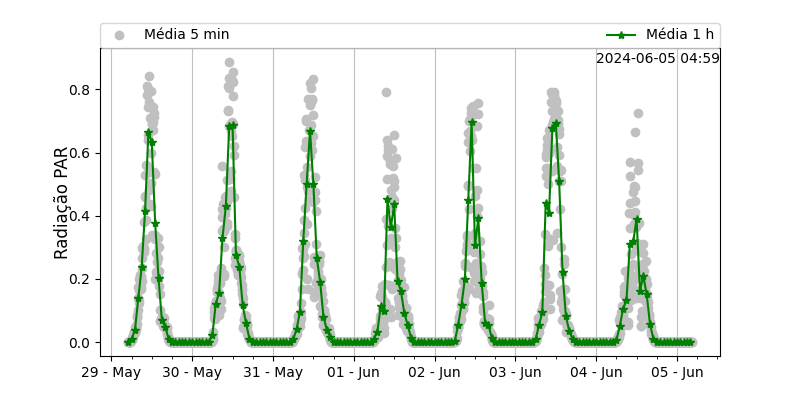 Média 5 min
Média 1 h
2024-06-05 04:59
Radiação PAR
0.8
0.6
0.4
0.2
0.0
29 - May
30 - May
31 - May
01 - Jun
02 - Jun
03 - Jun
04 - Jun
05 - Jun